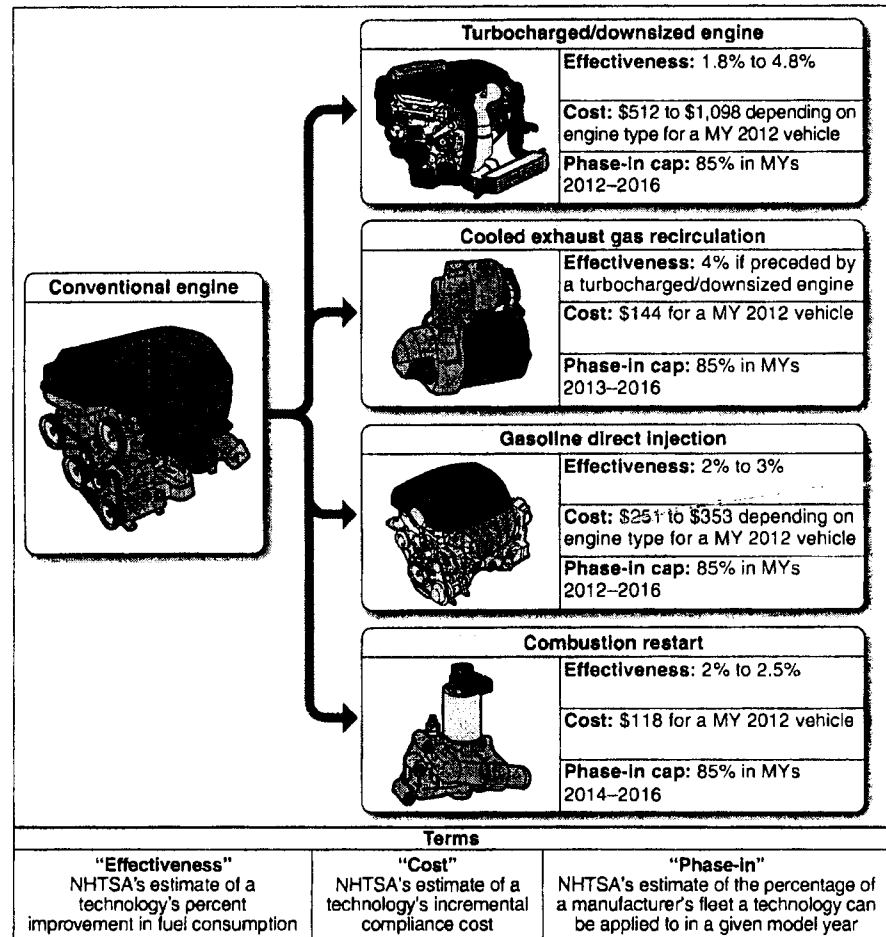 Turbocharged/downsized engine
Effectiveness: 1.8% to 4.8%
Cost: $512 to $1,098 depending on
engine type for a MY 2012 vehicle
Phase-in cap: 85% in MYs
2012–2016
Cooled exhaust gas recirculation
Effectiveness: 4% if preceded by
a turbocharged/downsized engine
Cost: $144 for a MY 2012 vehicle
Phase-in cap: 85% in MYs
2013–2016
Conventional engine
Gasoline direct injection
Effectiveness: 2% to 3%
Cost: $251 to $353 depending on
engine type for a MY 2012 vehicle
Phase-in cap: 85% in MYs
2012–2016
Combustion restart
Effectiveness: 2% to 2.5%
Cost: $118 for a MY 2012 vehicle
Phase-in cap: 85% in MYs
2014–2016
Terms
"Effectiveness"
NHTSA's estimate of a
technology's percent
improvement in fuel consumption
"Cost"
NHTSA's estimate of a
technology's incremental
compliance cost
"Phase-in"
NHTSA's estimate of the percentage of
a manufacturer's fleet a technology can
be applied to in a given model year